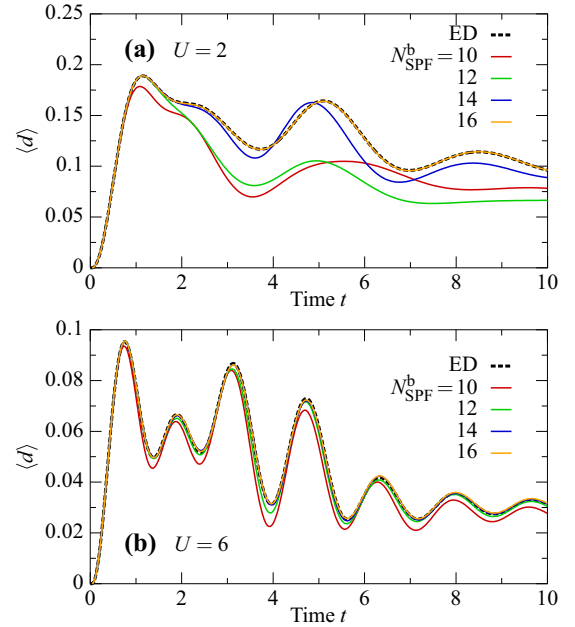 0.25
0.2
0.15
0.1
0.05
0
⟨d⟩
(a) U = 2
ED
N^b_SPF = 10
12
14
16
0 2 4 6 8 10
Time t
0.1
0.08
0.06
0.04
0.02
0
⟨d⟩
ED
N^b_SPF = 10
12
14
16
(b) U = 6
0 2 4 6 8 10
Time t